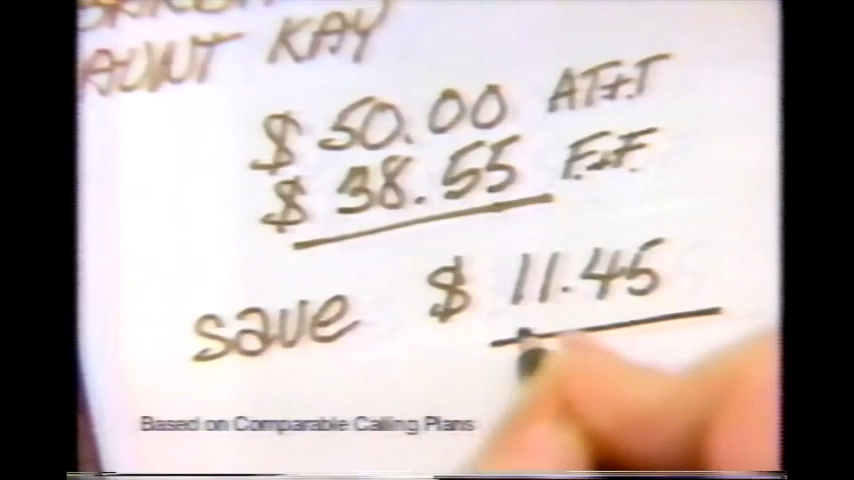 AUNT KAY
$ 50.00 AT&T
$ 38.55 F&F.
save $ 11.45
Based on Comparable Calling Plans